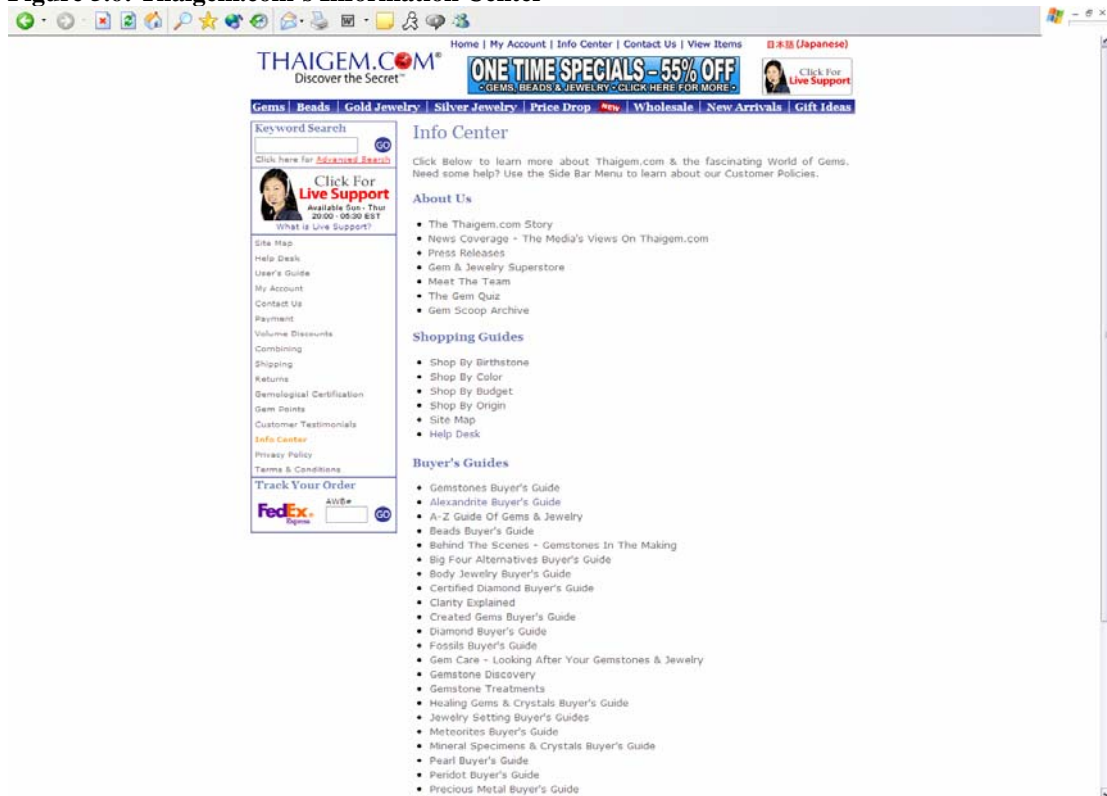 Figure 3.6: Thaigem.com's Information Center
Home | My Account | Info Center | Contact Us | View Items
日本語 (Japanese)
THAIGEM.COM®
Discover the Secret™
ONE TIME SPECIALS – 55% OFF
• GEMS, BEADS & JEWELRY - CLICK HERE FOR MORE •
Click For
Live Support
Gems | Beads | Gold Jewelry | Silver Jewelry | Price Drop New | Wholesale | New Arrivals | Gift Ideas
Keyword Search
GO
Click here for Advanced Search
Click For
Live Support
Available Sun - Thur
20:00 - 05:30 EST
What is Live Support?
Site Map
Help Desk
User's Guide
My Account
Contact Us
Payment
Volume Discounts
Combining
Shipping
Returns
Gemological Certification
Gem Points
Customer Testimonials
Info Center
Privacy Policy
Terms & Conditions
Track Your Order
FedEx Express
AWB#
GO
Info Center
Click Below to learn more about Thaigem.com & the fascinating World of Gems.
Need some help? Use the Side Bar Menu to learn about our Customer Policies.
About Us
• The Thaigem.com Story
• News Coverage - The Media's Views On Thaigem.com
• Press Releases
• Gem & Jewelry Superstore
• Meet The Team
• The Gem Quiz
• Gem Scoop Archive
Shopping Guides
• Shop By Birthstone
• Shop By Color
• Shop By Budget
• Shop By Origin
• Site Map
• Help Desk
Buyer's Guides
• Gemstones Buyer's Guide
• Alexandrite Buyer's Guide
• A-Z Guide Of Gems & Jewelry
• Beads Buyer's Guide
• Behind The Scenes - Gemstones In The Making
• Big Four Alternatives Buyer's Guide
• Body Jewelry Buyer's Guide
• Certified Diamond Buyer's Guide
• Clarity Explained
• Created Gems Buyer's Guide
• Diamond Buyer's Guide
• Fossils Buyer's Guide
• Gem Care - Looking After Your Gemstones & Jewelry
• Gemstone Discovery
• Gemstone Treatments
• Healing Gems & Crystals Buyer's Guide
• Jewelry Setting Buyer's Guides
• Meteorites Buyer's Guide
• Mineral Specimens & Crystals Buyer's Guide
• Pearl Buyer's Guide
• Peridot Buyer's Guide
• Precious Metal Buyer's Guide